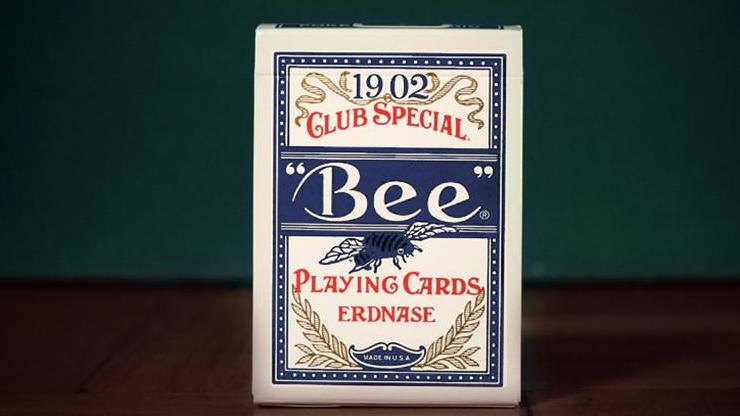 1902
CLUB SPECIAL
“Bee”®
PLAYING CARDS
ERDNASE
MADE IN U.S.A